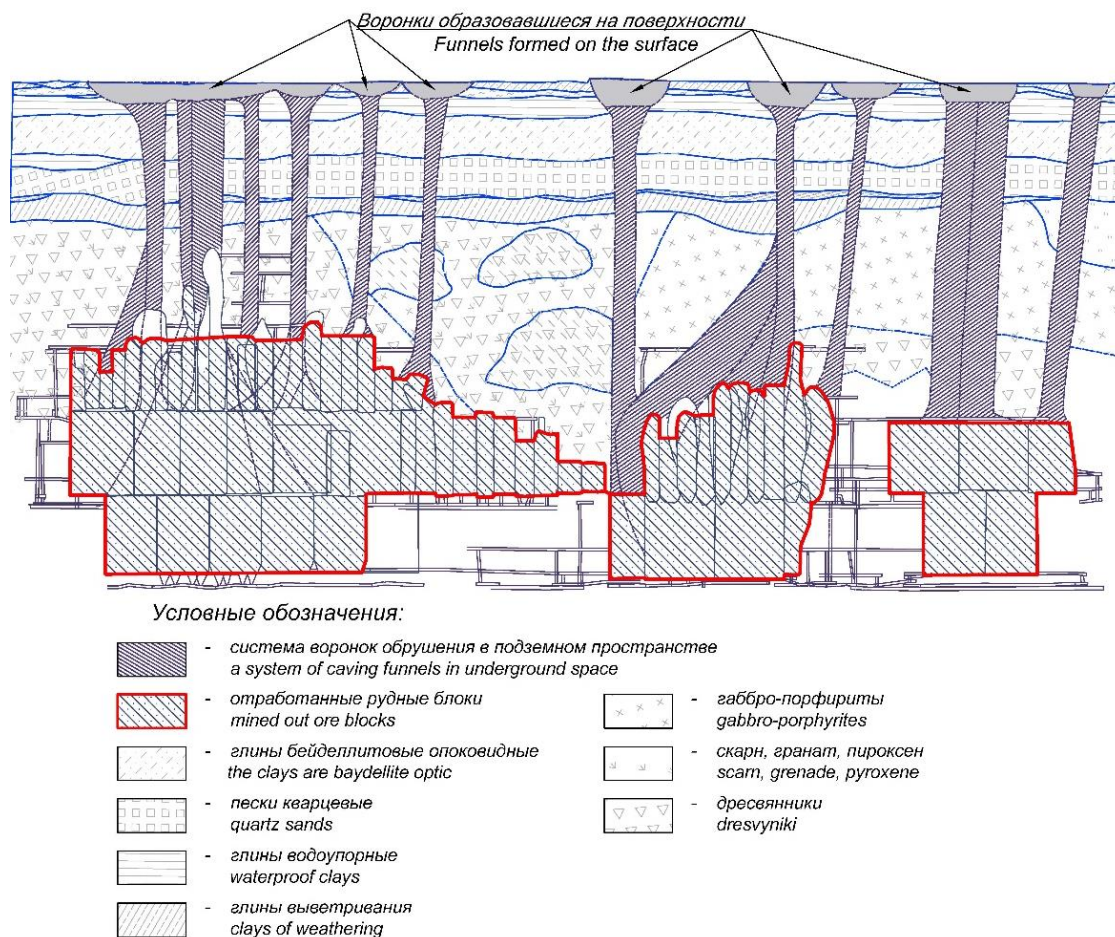 Воронки образовавшиеся на поверхности
Funnels formed on the surface
Условные обозначения:
- система воронок обрушения в подземном пространстве
a system of caving funnels in underground space
- отработанные рудные блоки
mined out ore blocks
- глины бейделлитовые опоковидные
the clays are baydellite optic
- пески кварцевые
quartz sands
- глины водоупорные
waterproof clays
- глины выветривания
clays of weathering
- габбро-порфириты
gabbro-porphyrites
- скарн, гранат, пироксен
scarn, grenade, pyroxene
- дресвянники
dresvyniki